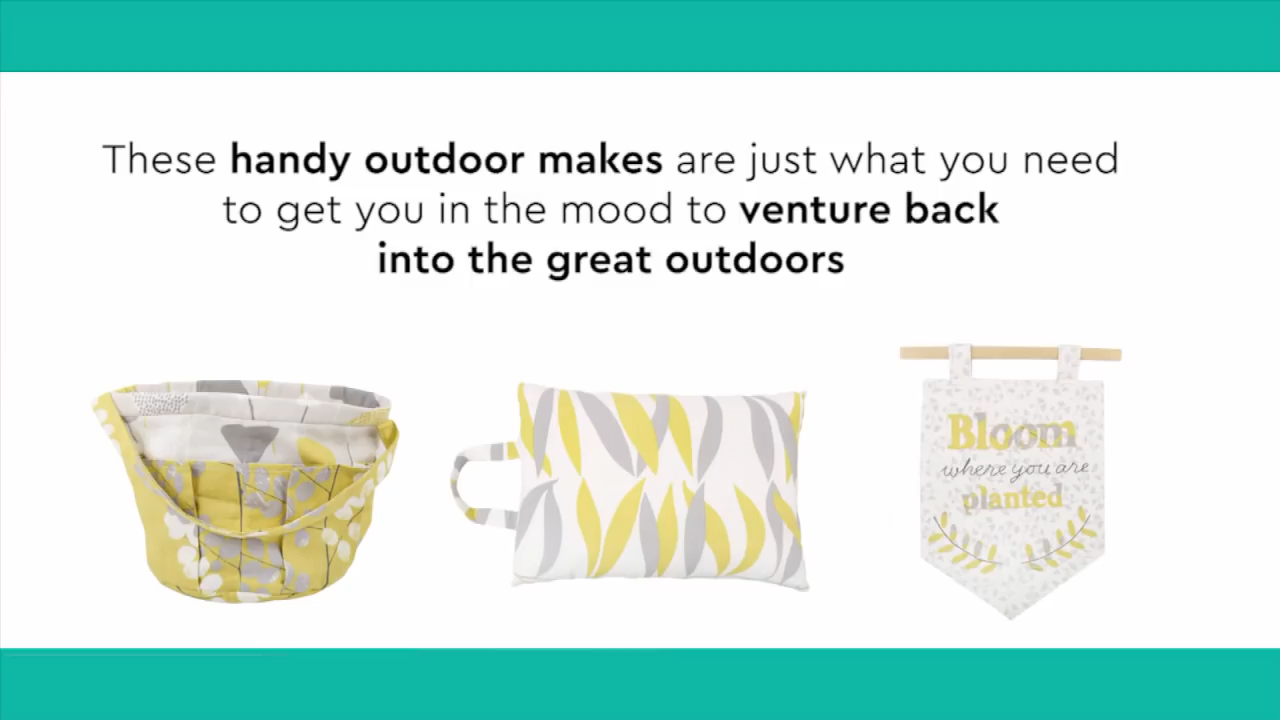 These handy outdoor makes are just what you need
to get you in the mood to venture back
into the great outdoors
Bloom
where you are
planted